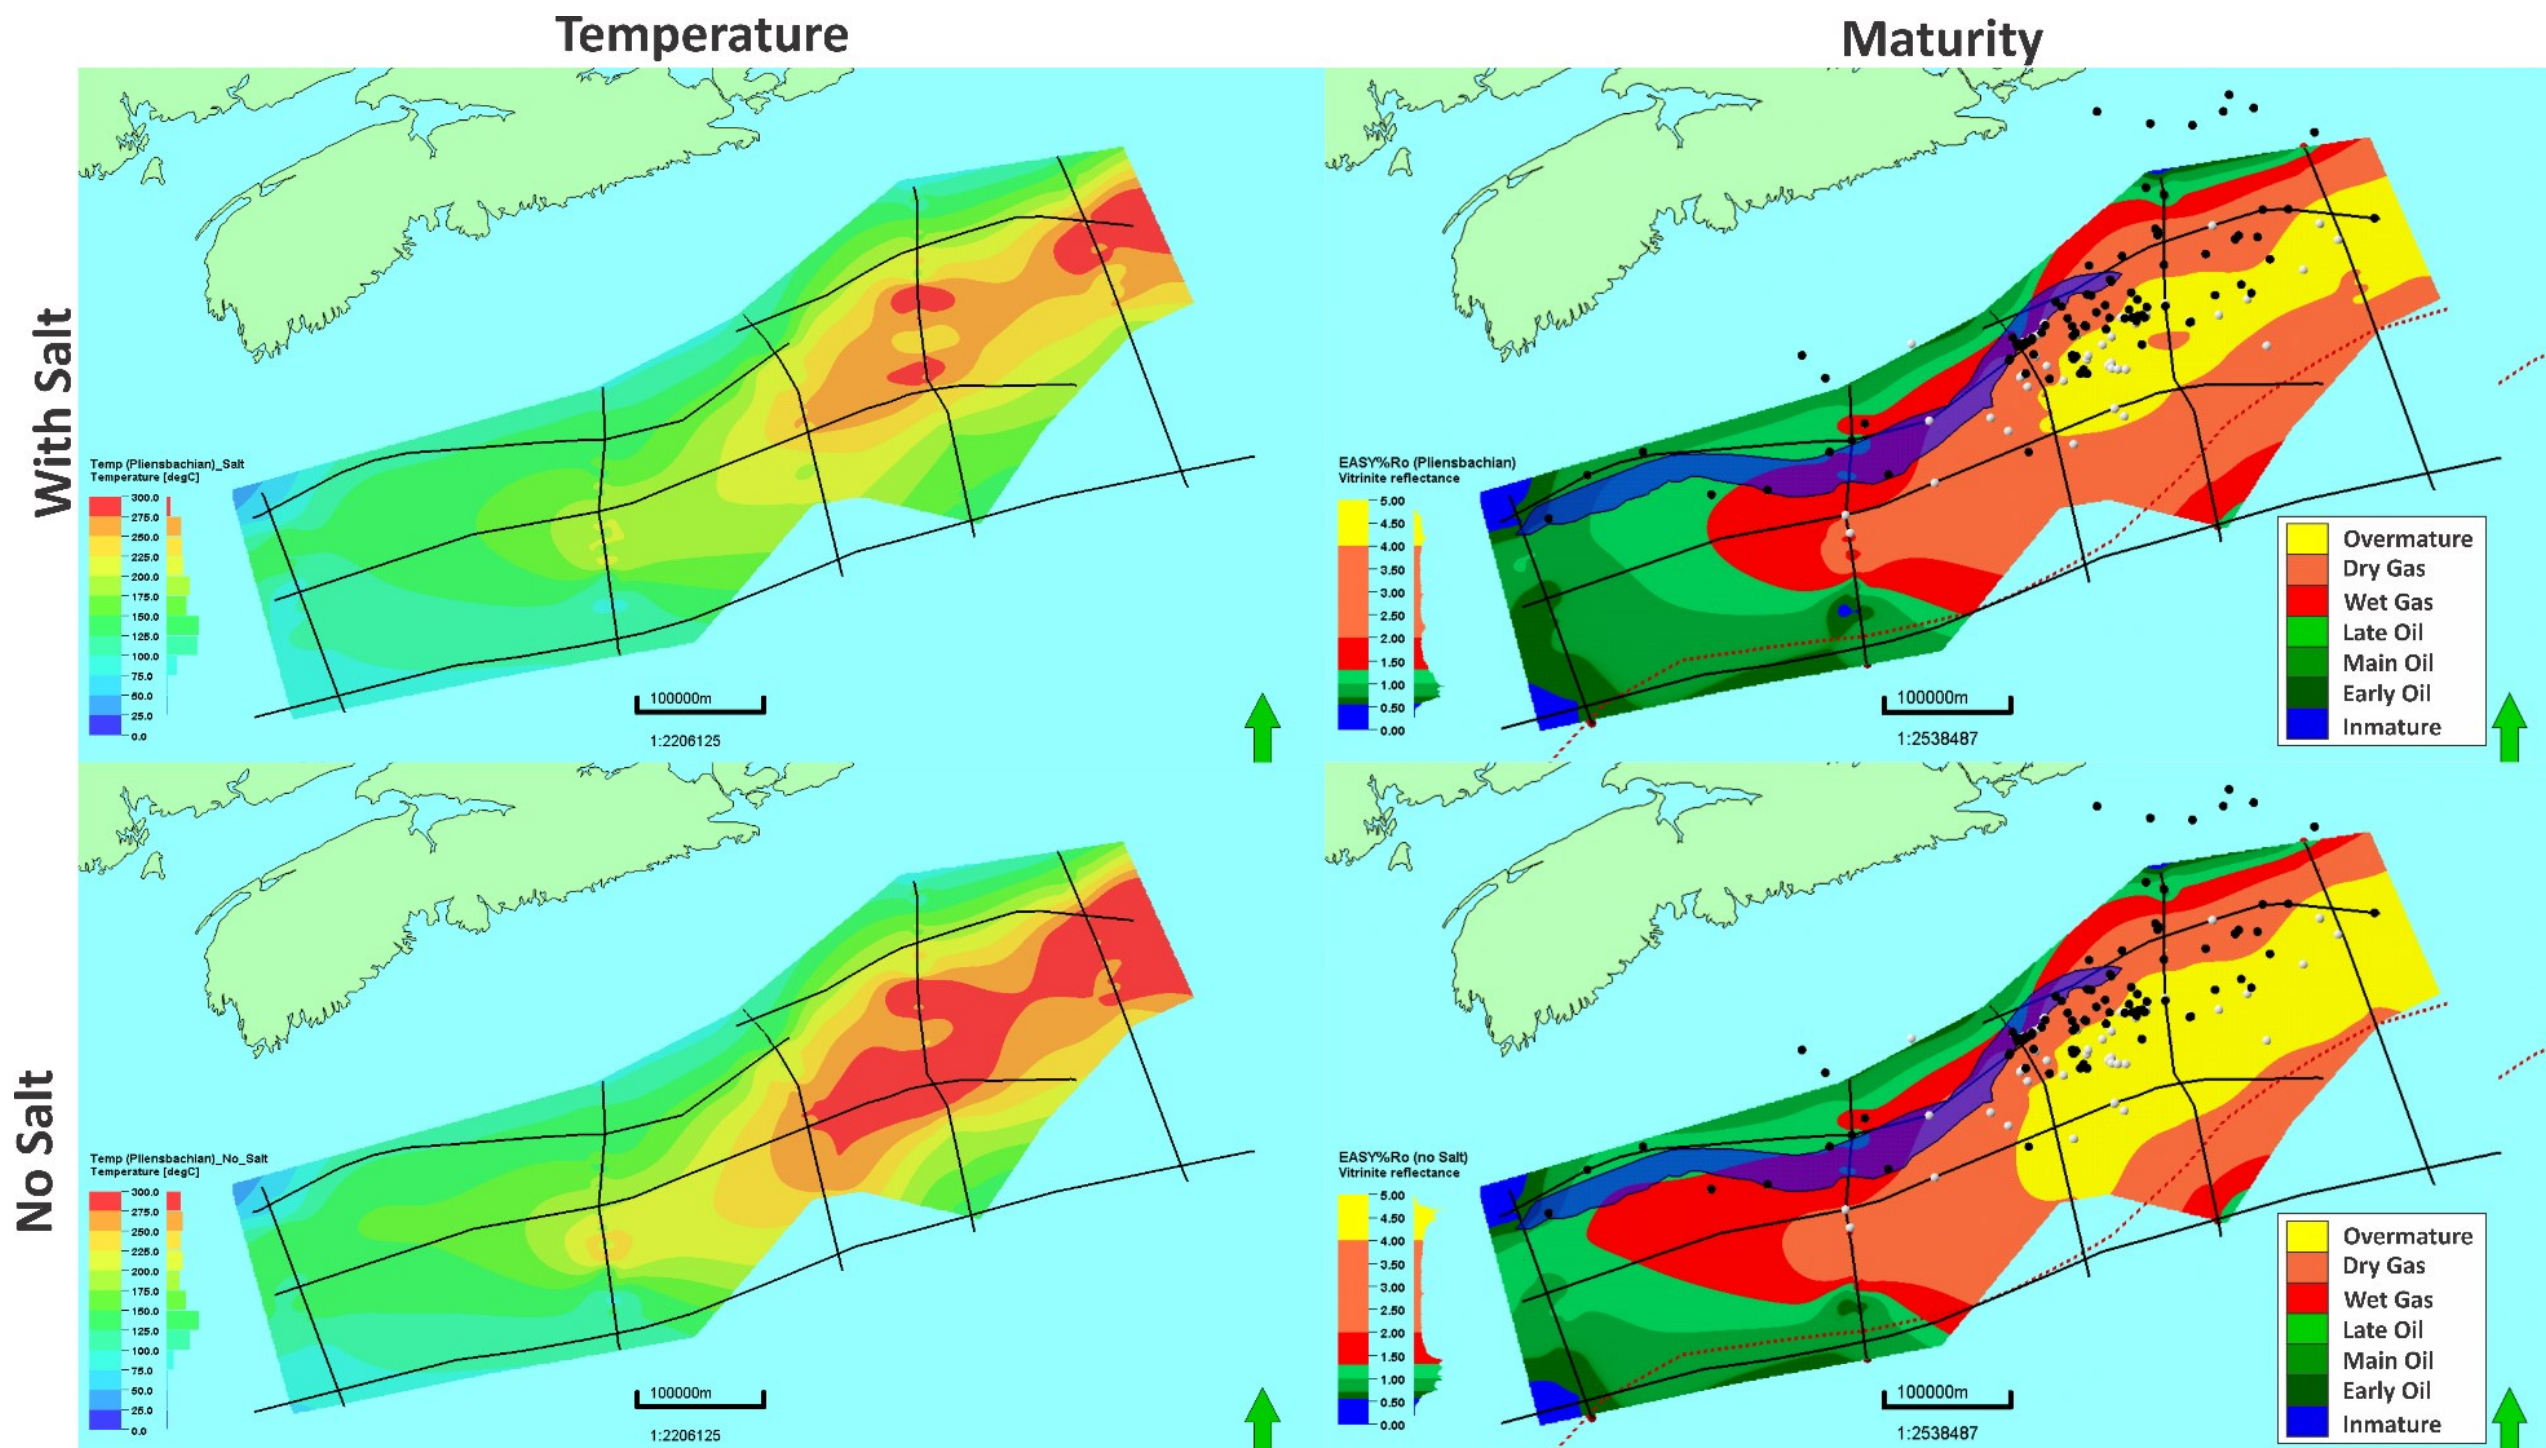 Temperature
Maturity
With Salt
Temp (Pliensbachian)_Salt
Temperature [degC]
300.0
275.0
250.0
225.0
200.0
175.0
150.0
125.0
100.0
75.0
50.0
25.0
0.0
100000m
1:2206125
EASY%Ro (Pliensbachian)
Vitrinite reflectance
5.00
4.50
4.00
3.50
3.00
2.50
2.00
1.50
1.00
0.50
0.00
100000m
1:2538487
Overmature
Dry Gas
Wet Gas
Late Oil
Main Oil
Early Oil
Inmature
No Salt
Temp (Pliensbachian)_No_Salt
Temperature [degC]
300.0
275.0
250.0
225.0
200.0
175.0
150.0
125.0
100.0
75.0
50.0
25.0
0.0
100000m
1:2206125
EASY%Ro (no Salt)
Vitrinite reflectance
5.00
4.50
4.00
3.50
3.00
2.50
2.00
1.50
1.00
0.50
0.00
100000m
1:2538487
Overmature
Dry Gas
Wet Gas
Late Oil
Main Oil
Early Oil
Inmature